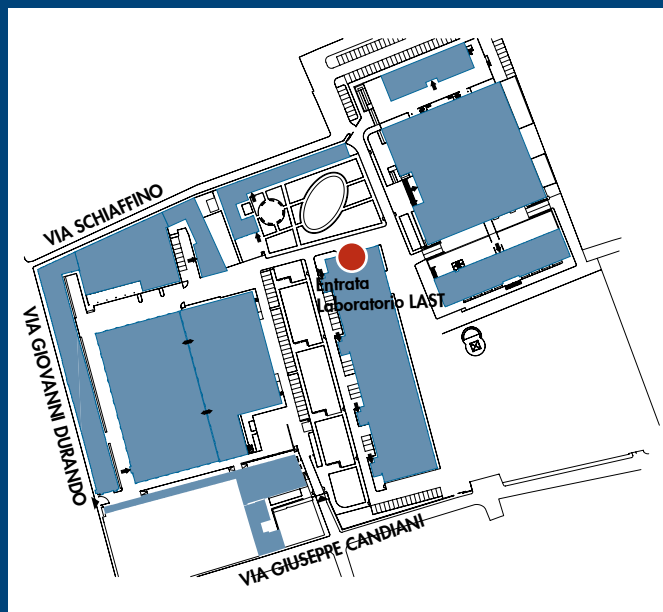 VIA SCHIAFFINO
Entrata
Laboratorio LAST
VIA GIOVANNI DURANDO
VIA GIUSEPPE CANDIANI